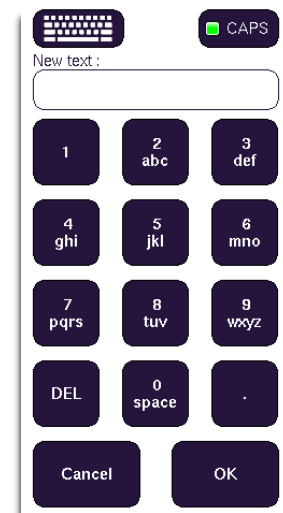 CAPS
New text :
1
2
abc
3
def
4
ghi
5
jkl
6
mno
7
pqrs
8
tuv
9
wxyz
DEL
0
space
.
Cancel
OK